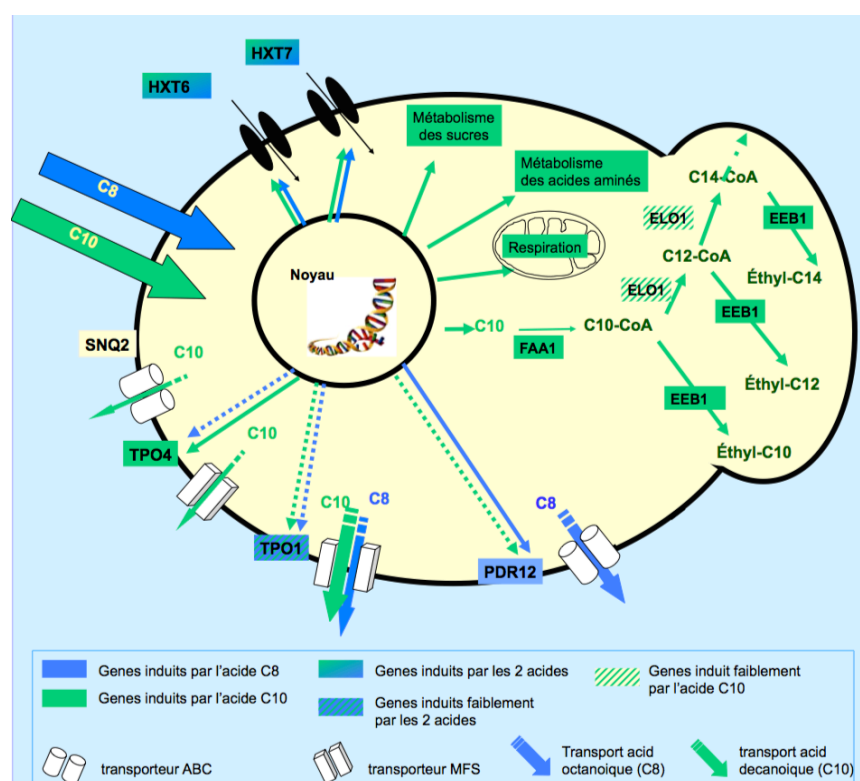 HXT7
HXT6
Métabolisme
des sucres
Métabolisme
des acides aminés
C14-CoA
C8
ELO1
EEB1
C10
Respiration
C12-CoA
Noyau
Éthyl-C14
ELO1
EEB1
C10
C10-CoA
SNQ2
C10
FAA1
Éthyl-C12
EEB1
C10
TPO4
Éthyl-C10
C10
C8
C8
TPO1
PDR12
Genes induits par l'acide C8
Genes induits par les 2 acides
Genes induit faiblement
par l'acide C10
Genes induits par l'acide C10
Genes induits faiblement
par les 2 acides
transporteur ABC
transporteur MFS
Transport acid
octanoique (C8)
transport acid
decanoique (C10)